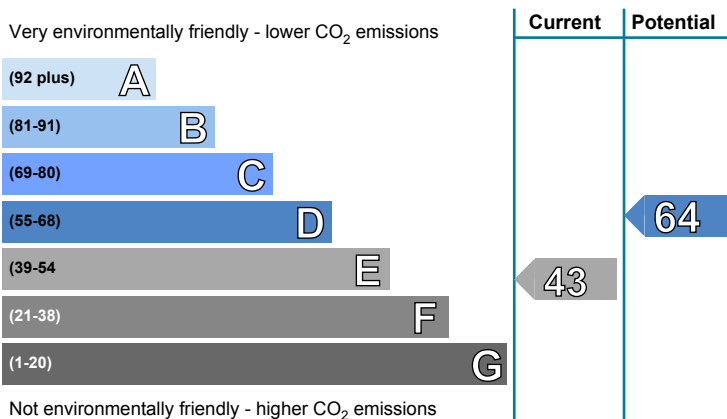 Current Potential
Very environmentally friendly - lower CO2 emissions
(92 plus) A
(81-91) B
(69-80) C
(55-68) D 64
(39-54 E 43
(21-38) F
(1-20) G
Not environmentally friendly - higher CO2 emissions